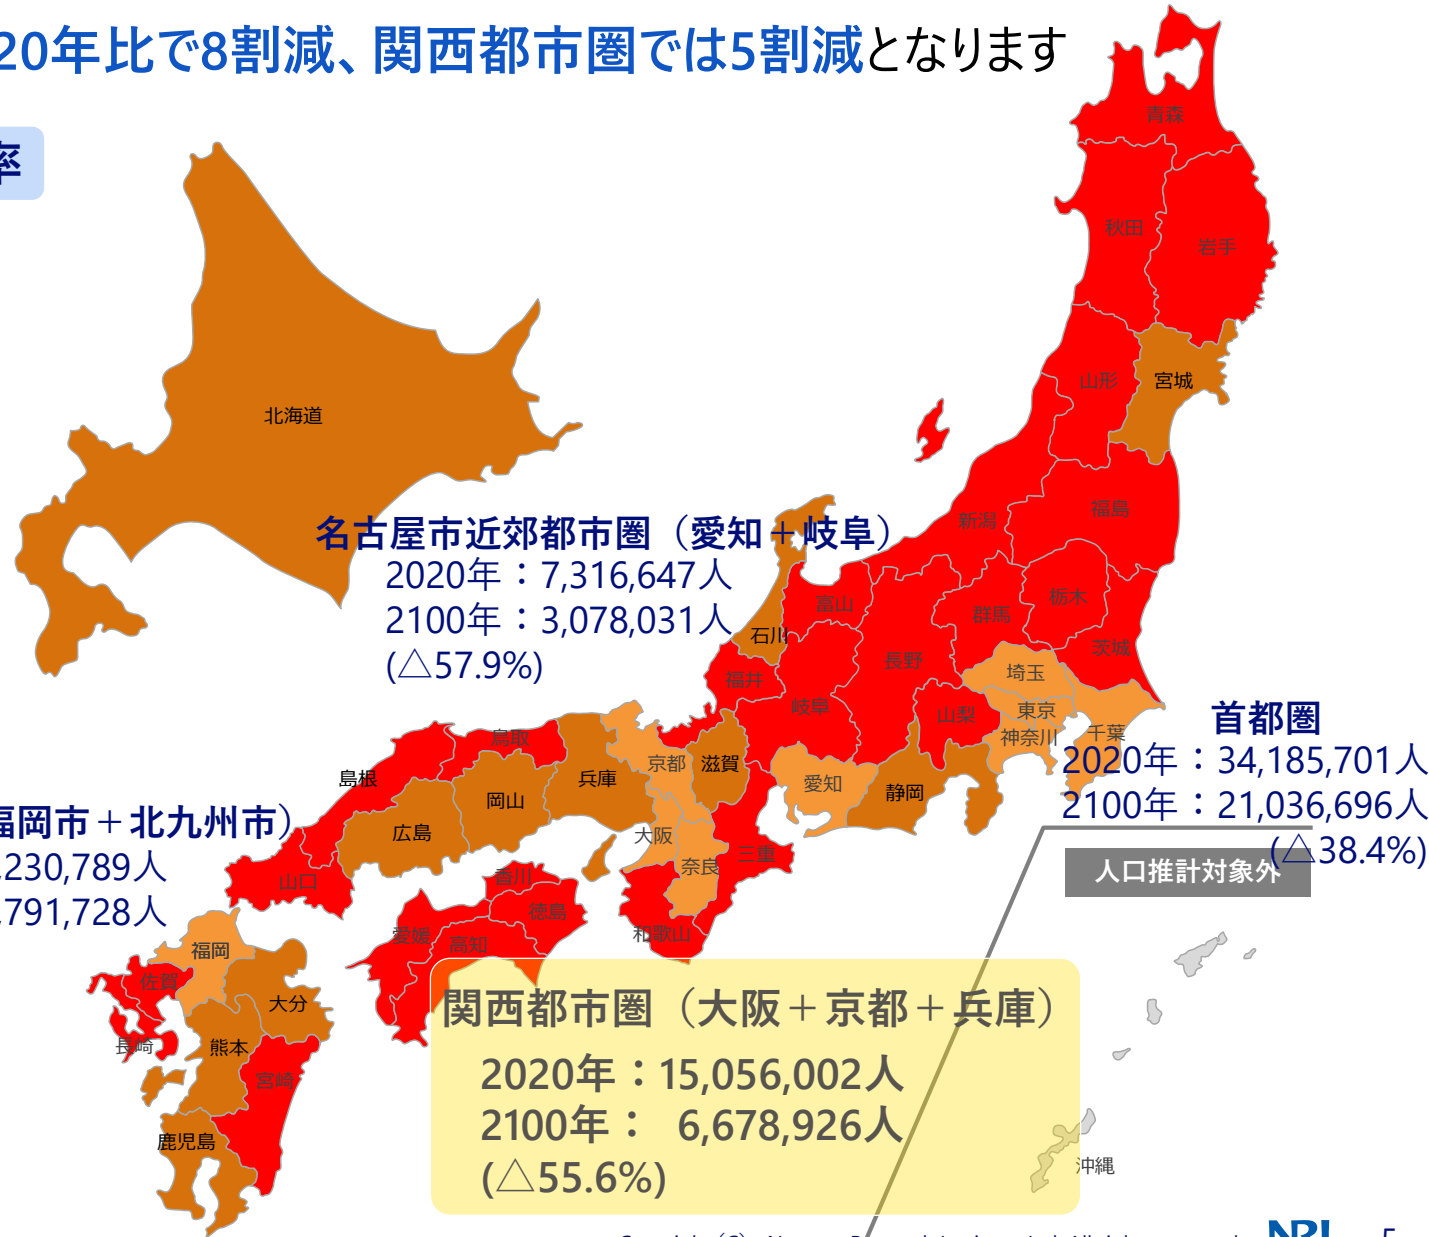 20年比で8割減、関西都市圏では5割減となります
率
青森
秋田
岩手
山形
宮城
北海道
新潟
福島
名古屋市近郊都市圏（愛知＋岐阜）
2020年：7,316,647人
2100年：3,078,031人
(△57.9%)
富山
石川
群馬
栃木
福井
長野
茨城
埼玉
岐阜
山梨
東京
神奈川
千葉
首都圏
2020年：34,185,701人
2100年：21,036,696人
(△38.4%)
鳥取
島根
兵庫
京都
滋賀
愛知
静岡
岡山
広島
大阪
奈良
三重
福岡市＋北九州市）
,230,789人
,791,728人
山口
香川
徳島
愛媛
高知
和歌山
人口推計対象外
福岡
佐賀
大分
長崎
熊本
宮崎
鹿児島
関西都市圏（大阪＋京都＋兵庫）
2020年：15,056,002人
2100年： 6,678,926人
(△55.6%)
沖縄
NRI
5